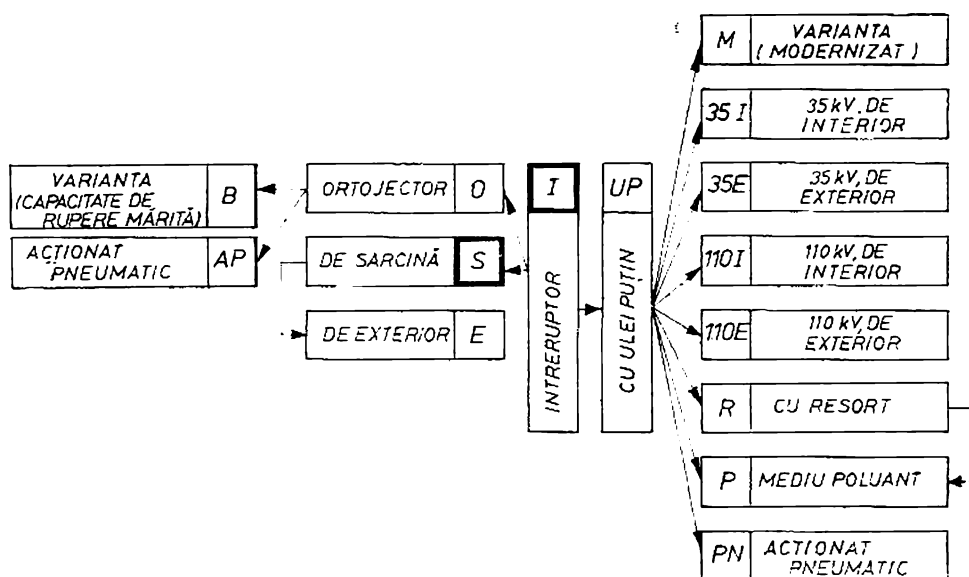 VARIANTA
(CAPACITATE DE
RUPERE MĂRITĂ)
B
ACȚIONAT
PNEUMATIC
AP
ORTOJECTOR
O
DE SARCINĂ
S
DE EXTERIOR
E
I
INTRERUPTOR
UP
CU ULEI PUȚIN
M
VARIANTA
(MODERNIZAT)
35 I
35 kV. DE
INTERIOR
35E
35 kV, DE
EXTERIOR
110I
110 kV, DE
INTERIOR
110E
110 kV, DE
EXTERIOR
R
CU RESORT
P
MEDIU POLUANT
PN
ACTIONAT
PNEUMATIC